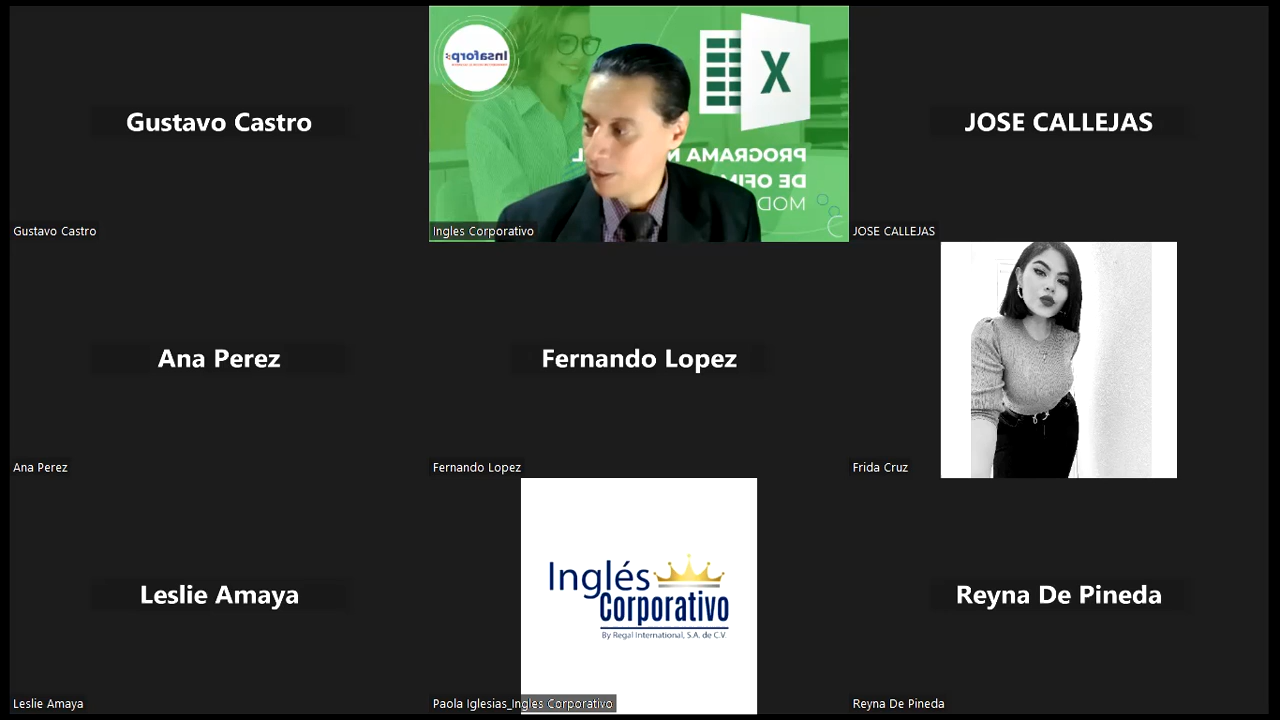 Gustavo Castro
Gustavo Castro
Insaforp
X
PROGRAMA N L
DE OFIM
MOD
Ingles Corporativo
JOSE CALLEJAS
JOSE CALLEJAS
Ana Perez
Ana Perez
Fernando Lopez
Fernando Lopez
Frida Cruz
Leslie Amaya
Leslie Amaya
Inglés
Corporativo
By Regal International, S.A. de C.V.
Paola Iglesias_Ingles Corporativo
Reyna De Pineda
Reyna De Pineda